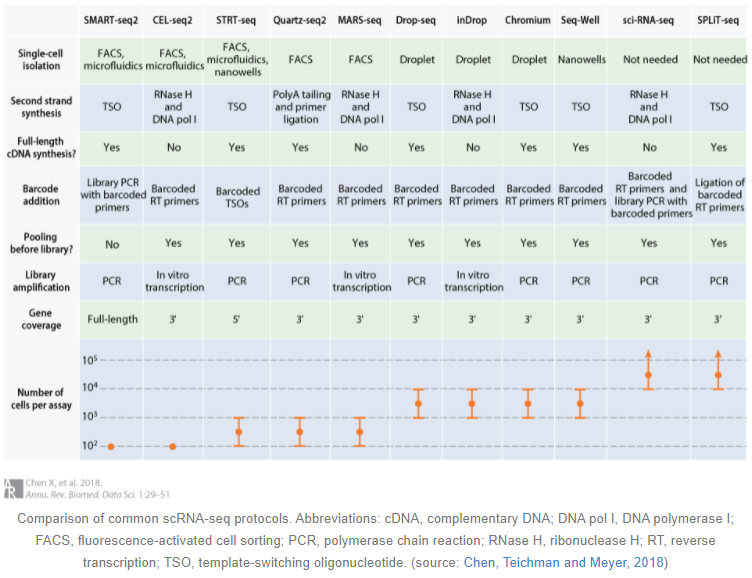 SMART-seq2 CEL-seq2 STRT-seq Quartz-seq2 MARS-seq Drop-seq inDrop Chromium Seq-Well sci-RNA-seq SPLiT-seq
Single-cell isolation FACS, microfluidics FACS, microfluidics FACS, microfluidics, nanowells FACS FACS Droplet Droplet Droplet Nanowells Not needed Not needed
Second strand synthesis TSO RNase H and DNA pol I TSO PolyA tailing and primer ligation RNase H and DNA pol I TSO RNase H and DNA pol I TSO TSO RNase H and DNA pol I TSO
Full-length cDNA synthesis? Yes No Yes Yes No Yes No Yes Yes No Yes
Barcode addition Library PCR with barcoded primers Barcoded RT primers Barcoded TSOs Barcoded RT primers Barcoded RT primers Barcoded RT primers Barcoded RT primers Barcoded RT primers Barcoded RT primers Barcoded RT primers and library PCR with barcoded primers Ligation of barcoded RT primers
Pooling before library? No Yes Yes Yes Yes Yes Yes Yes Yes Yes Yes
Library amplification PCR In vitro transcription PCR PCR In vitro transcription PCR In vitro transcription PCR PCR PCR PCR
Gene coverage Full-length 3' 5' 3' 3' 3' 3' 3' 3' 3' 3'
Number of cells per assay
10⁵
10⁴
10³
10²
AR Chen X, et al. 2018.
Annu. Rev. Biomed. Data Sci. 1:29–51
Comparison of common scRNA-seq protocols. Abbreviations: cDNA, complementary DNA; DNA pol I, DNA polymerase I;
FACS, fluorescence-activated cell sorting; PCR, polymerase chain reaction; RNase H, ribonuclease H; RT, reverse
transcription; TSO, template-switching oligonucleotide. (source: Chen, Teichman and Meyer, 2018)